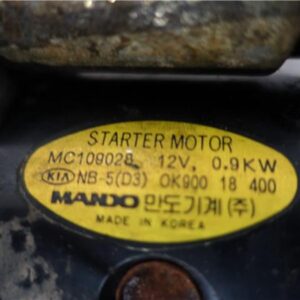 STARTER MOTOR
MC109028 12V, 0.9KW
KIA NB-5(D3) OK900 18 400
MANDO 만도기계(주)
MADE IN KOREA